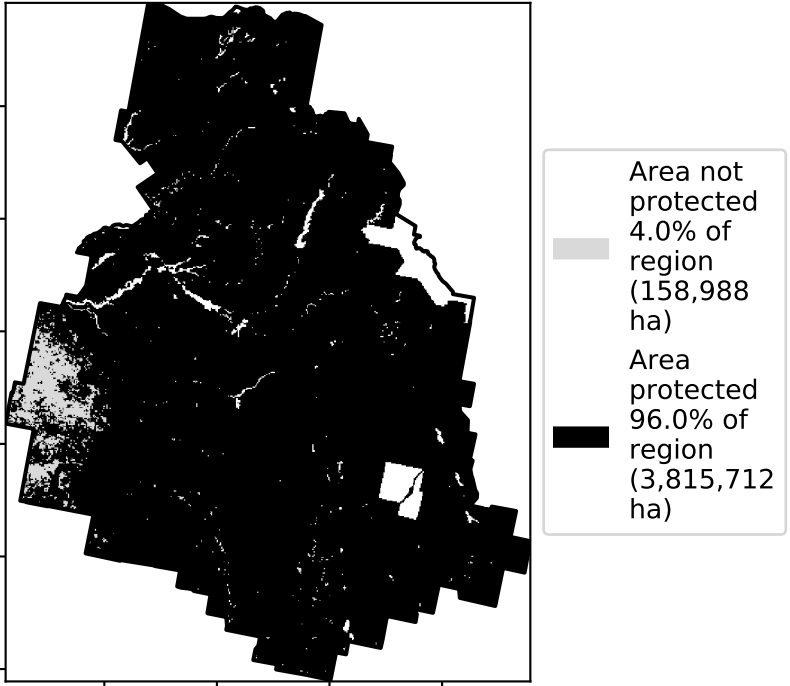 Area not
protected
4.0% of
region
(158,988
ha)
Area
protected
96.0% of
region
(3,815,712
ha)